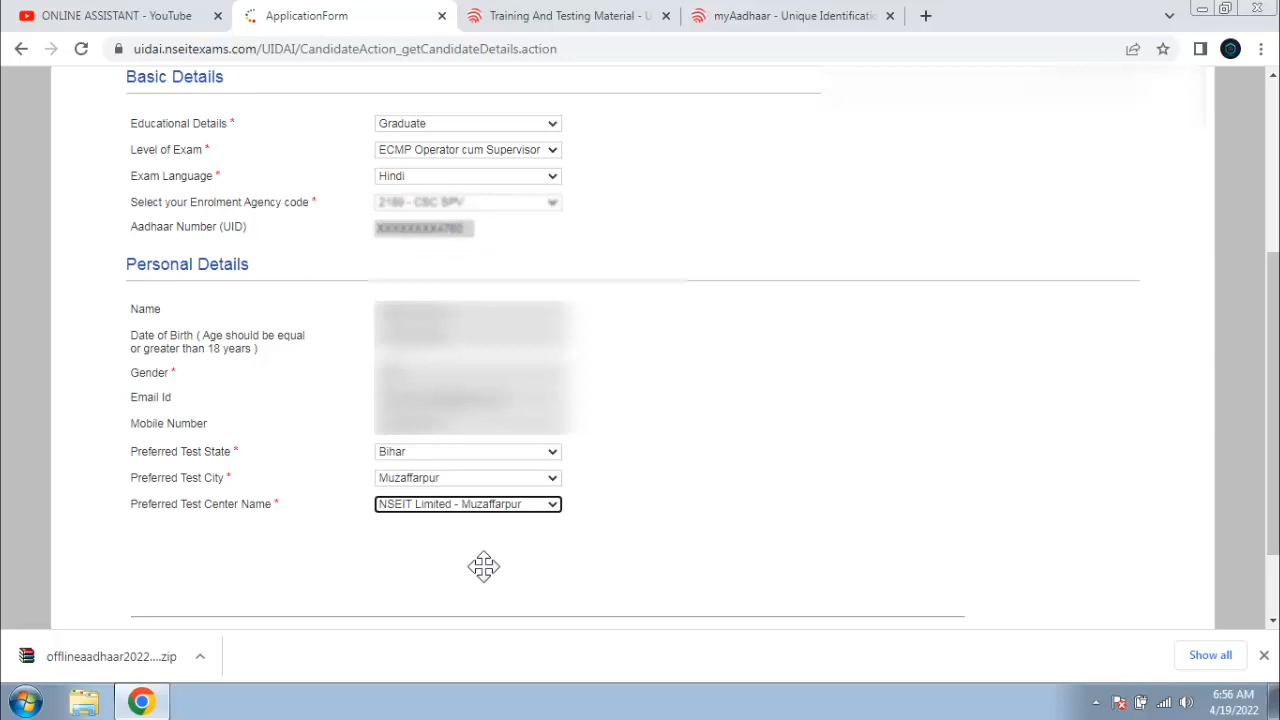 ONLINE ASSISTANT - YouTube
ApplicationForm
Training And Testing Material - U
myAadhaar - Unique Identificati
uidai.nseitexams.com/UIDAI/CandidateAction_getCandidateDetails.action
Basic Details
Educational Details * Graduate
Level of Exam * ECMP Operator cum Supervisor
Exam Language * Hindi
Select your Enrolment Agency code * 2189 - CSC SPV
Aadhaar Number (UID)
Personal Details
Name
Date of Birth ( Age should be equal
or greater than 18 years )
Gender *
Email Id
Mobile Number
Preferred Test State * Bihar
Preferred Test City * Muzaffarpur
Preferred Test Center Name * NSEIT Limited - Muzaffarpur
offlineaadhaar2022....zip
Show all
6:56 AM
4/19/2022